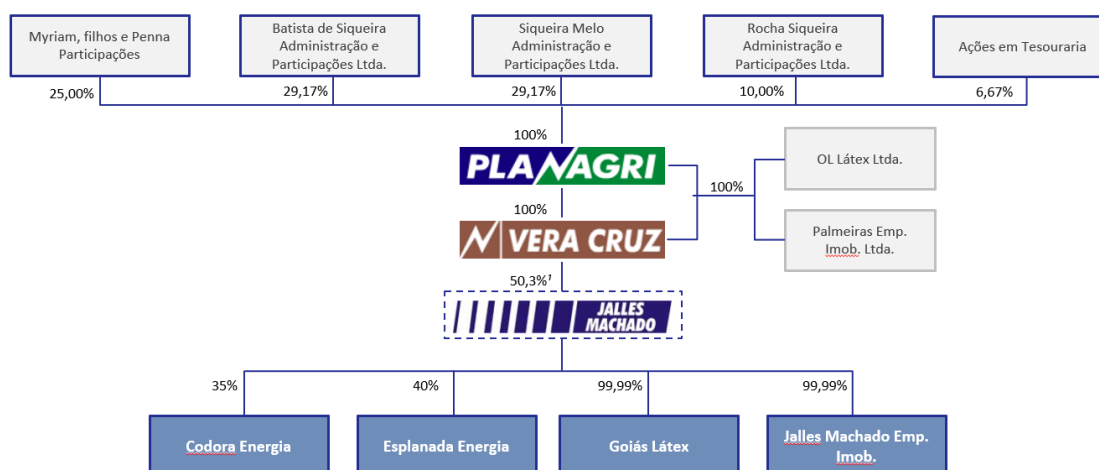 Myriam, filhos e Penna
Participações
Batista de Siqueira
Administração e
Participações Ltda.
Siqueira Melo
Administração e
Participações Ltda.
Rocha Siqueira
Administração e
Participações Ltda.
Ações em Tesouraria
25,00%
29,17%
29,17%
10,00%
6,67%
100%
PLANAGRI
OL Látex Ltda.
100%
100%
VERA CRUZ
Palmeiras Emp.
Imob. Ltda.
50,3%¹
JALLES
MACHADO
35%
40%
99,99%
99,99%
Codora Energia
Esplanada Energia
Goiás Látex
Jalles Machado Emp.
Imob.